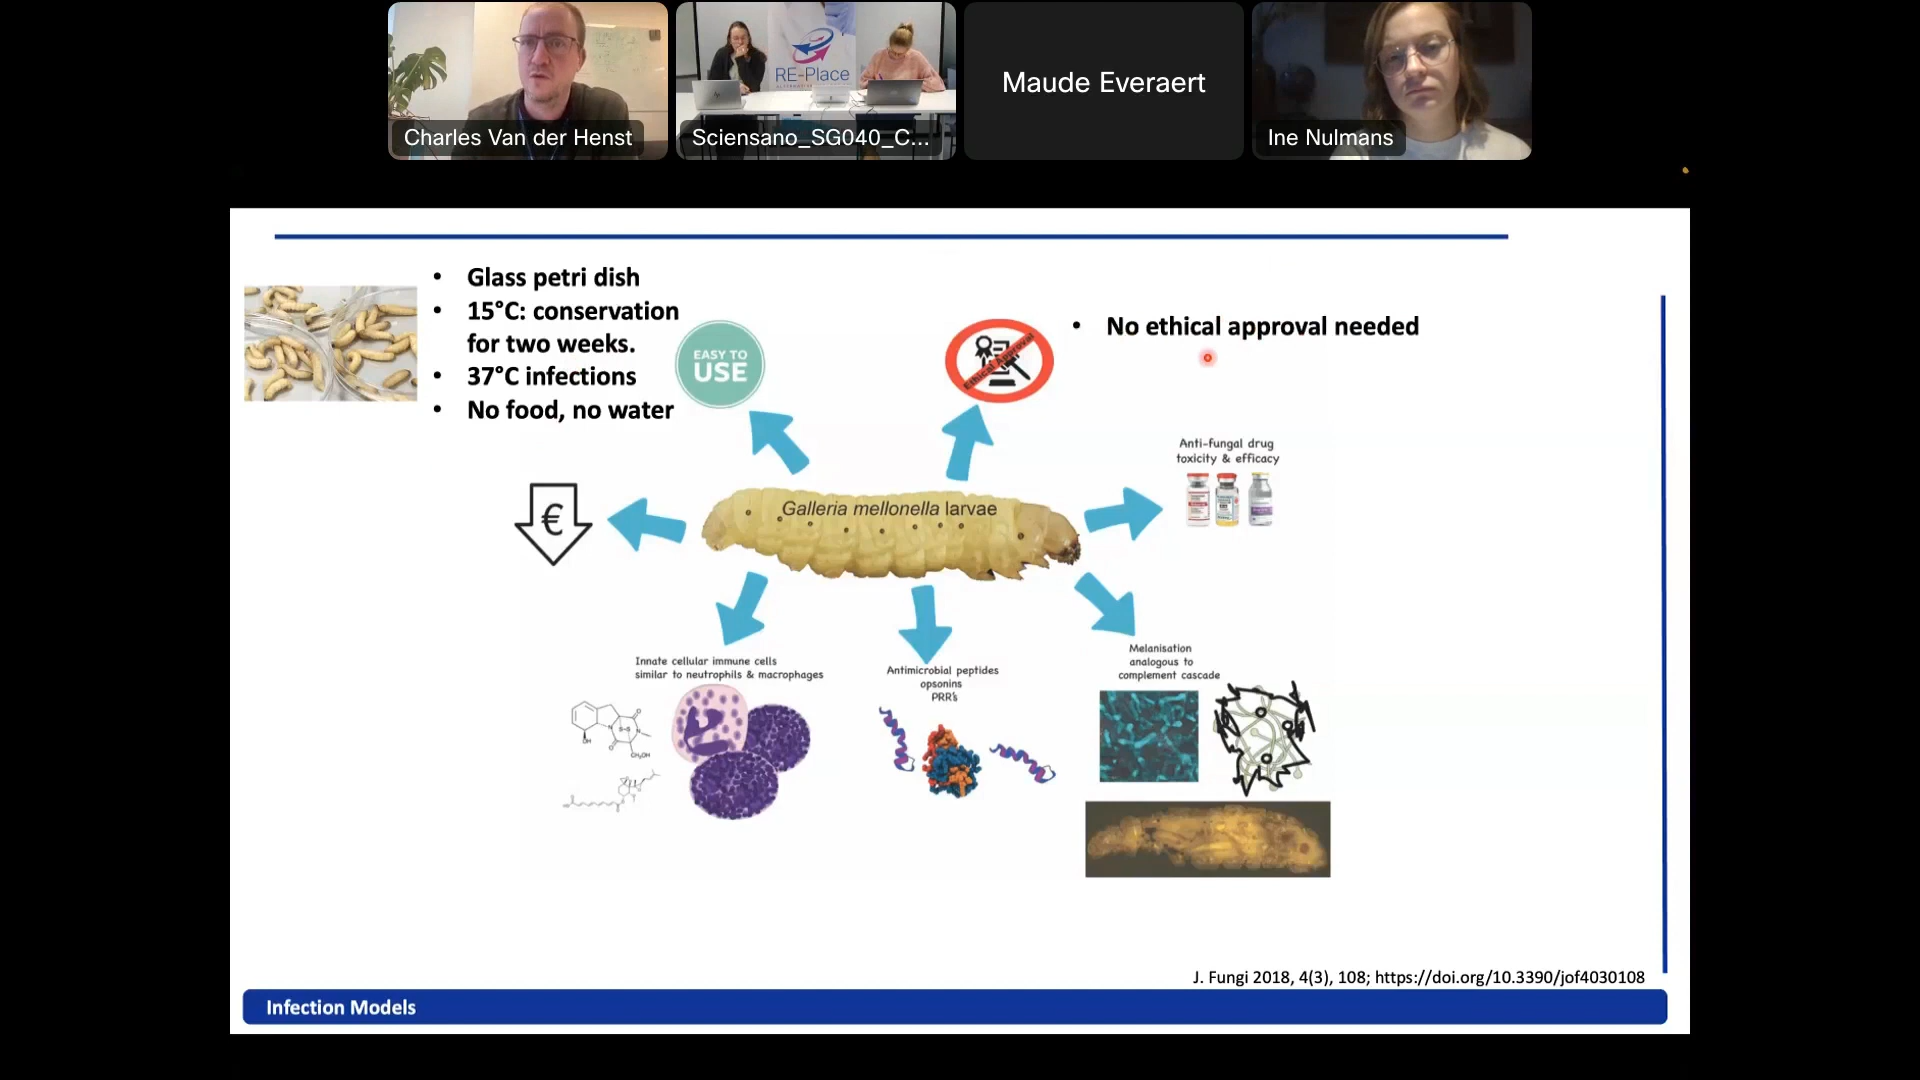 Charles Van der Henst
RE-Place
Sciensano_SG040_C...
Maude Everaert
Ine Nulmans
• Glass petri dish
• 15°C: conservation
for two weeks.
• 37°C infections
• No food, no water
EASY TO
USE
Ethical Approval
• No ethical approval needed
Anti-fungal drug
toxicity & efficacy
€
Galleria mellonella larvae
Innate cellular immune cells
similar to neutrophils & macrophages
Antimicrobial peptides
opsonins
PRR's
Melanisation
analogous to
complement cascade
J. Fungi 2018, 4(3), 108; https://doi.org/10.3390/jof4030108
Infection Models